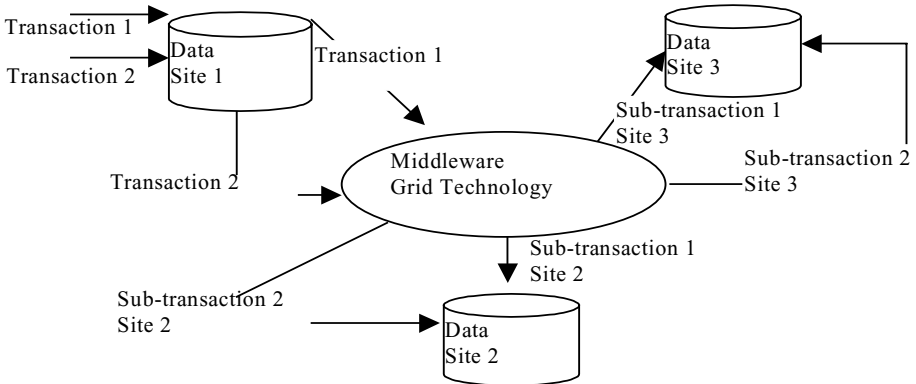 Transaction 1
Transaction 2
Data
Site 1
Transaction 1
Transaction 2
Middleware
Grid Technology
Data
Site 3
Sub-transaction 1
Site 3
Sub-transaction 2
Site 3
Sub-transaction 1
Site 2
Sub-transaction 2
Site 2
Data
Site 2